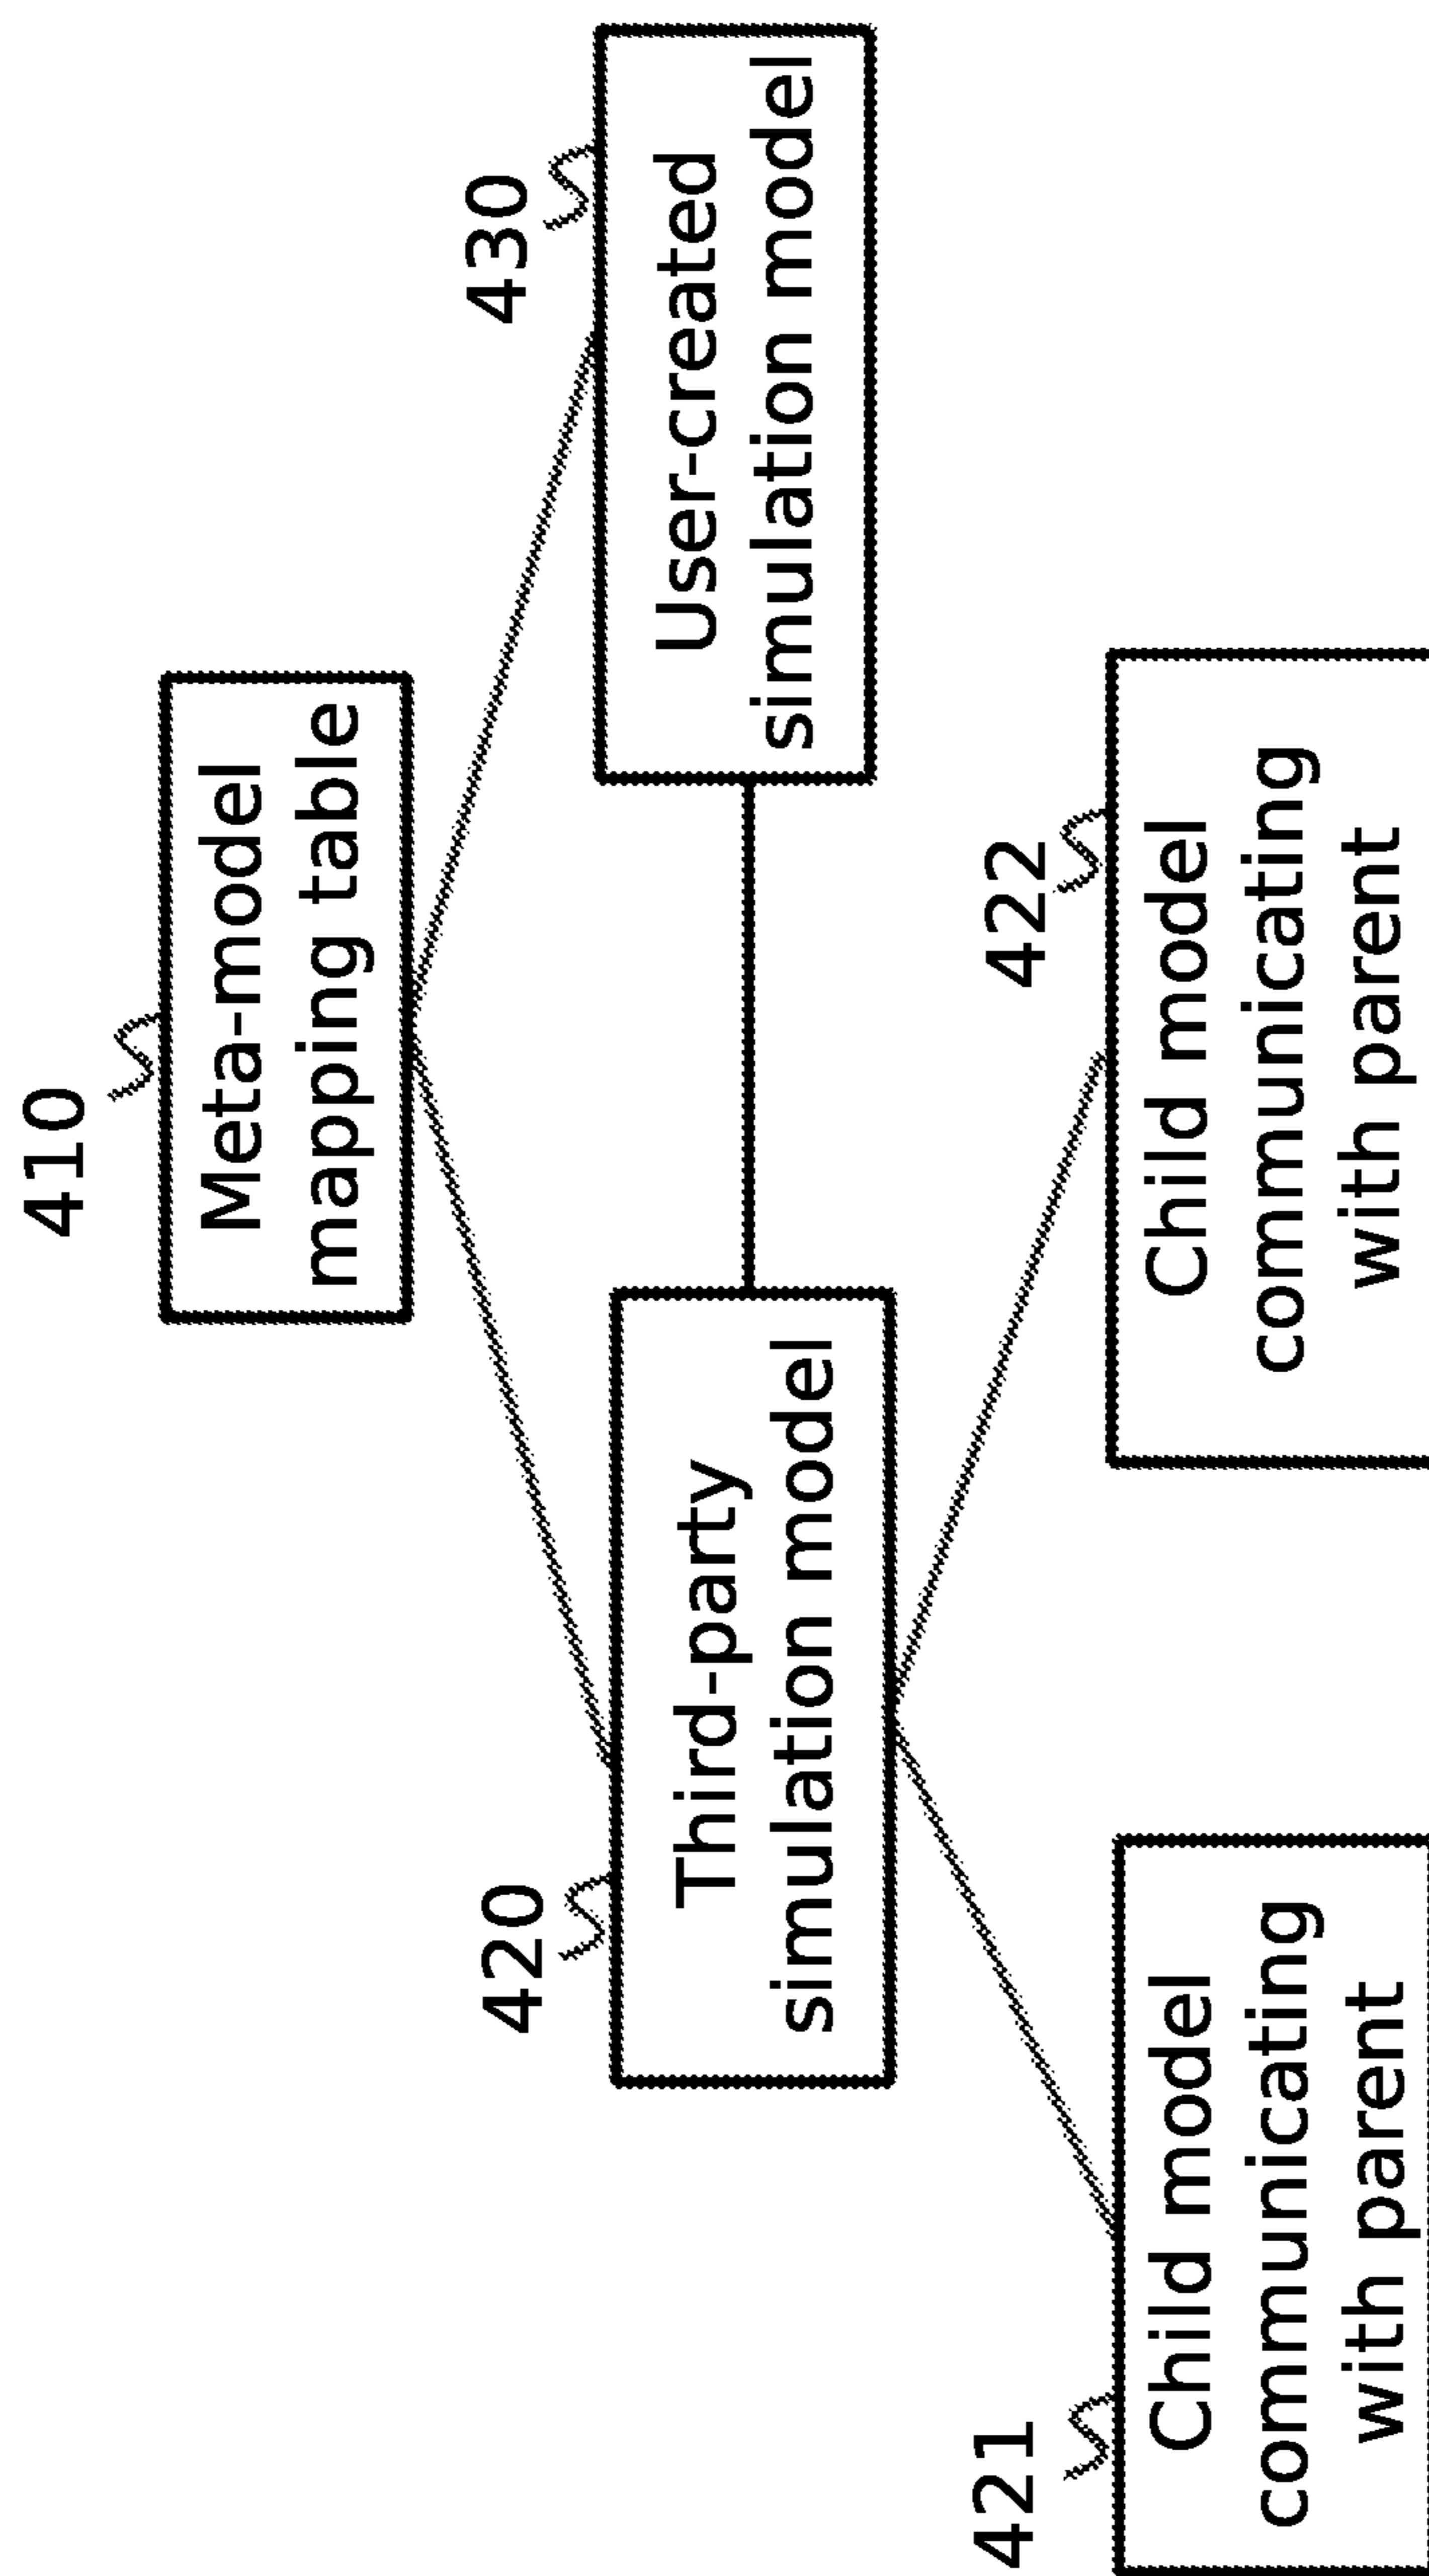 410
Meta-model
mapping table
420
Third-party
simulation model
430
User-created
simulation model
421
Child model
communicating
with parent
422
Child model
communicating
with parent